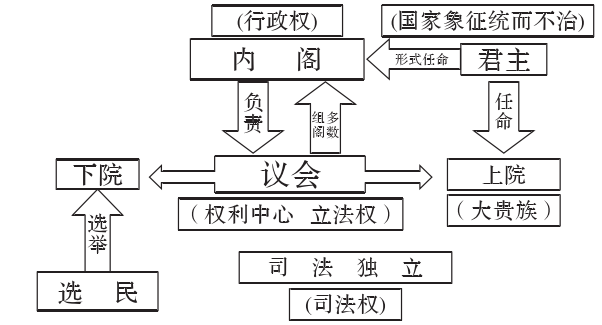 (行政权)
(国家象征统而不治)
内 阁
形式任命
君主
负责
组阁
多数
任命
下院
议会
上院
(权利中心 立法权)
(大贵族)
选举
司 法 独 立
选 民
(司法权)